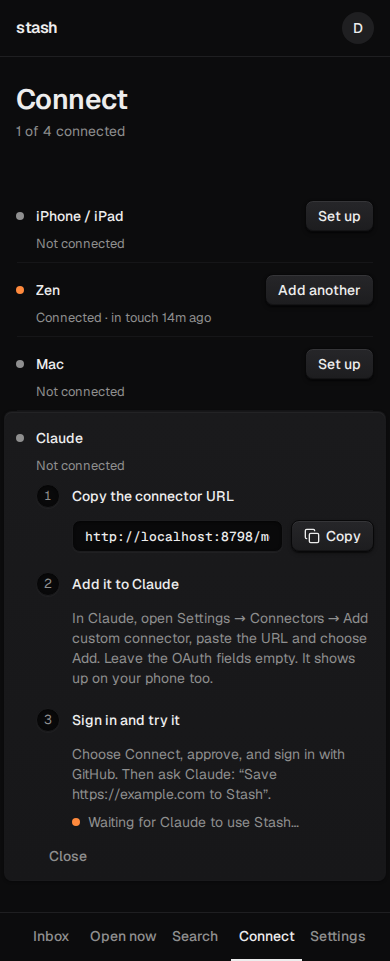 stash
D
Connect
1 of 4 connected
iPhone / iPad
Set up
Not connected
Zen
Add another
Connected · in touch 14m ago
Mac
Set up
Not connected
Claude
Not connected
1
Copy the connector URL
http://localhost:8798/m
Copy
2
Add it to Claude
In Claude, open Settings → Connectors → Add
custom connector, paste the URL and choose
Add. Leave the OAuth fields empty. It shows
up on your phone too.
3
Sign in and try it
Choose Connect, approve, and sign in with
GitHub. Then ask Claude: “Save
https://example.com to Stash”.
Waiting for Claude to use Stash…
Close
Inbox
Open now
Search
Connect
Settings